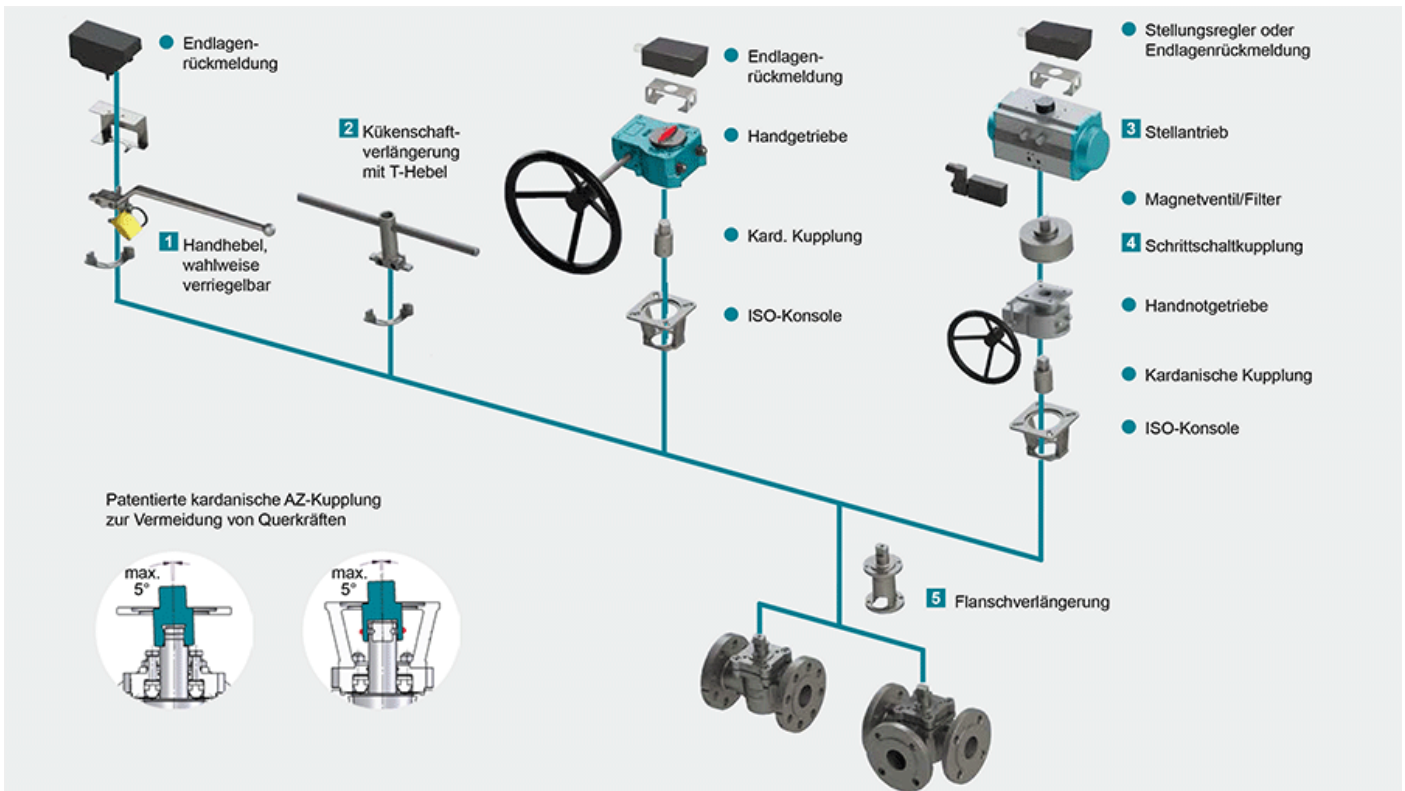 Endlagen-
rückmeldung
2 Kükenschaft-
verlängerung
mit T-Hebel
1 Handhebel,
wahlweise
verriegelbar
Endlagen-
rückmeldung
Handgetriebe
Kard. Kupplung
ISO-Konsole
Stellungsregler oder
Endlagenrückmeldung
3 Stellantrieb
Magnetventil/Filter
4 Schrittschaltkupplung
Handnotgetriebe
Kardanische Kupplung
ISO-Konsole
Patentierte kardanische AZ-Kupplung
zur Vermeidung von Querkräften
max.
5°
max.
5°
5 Flanschverlängerung